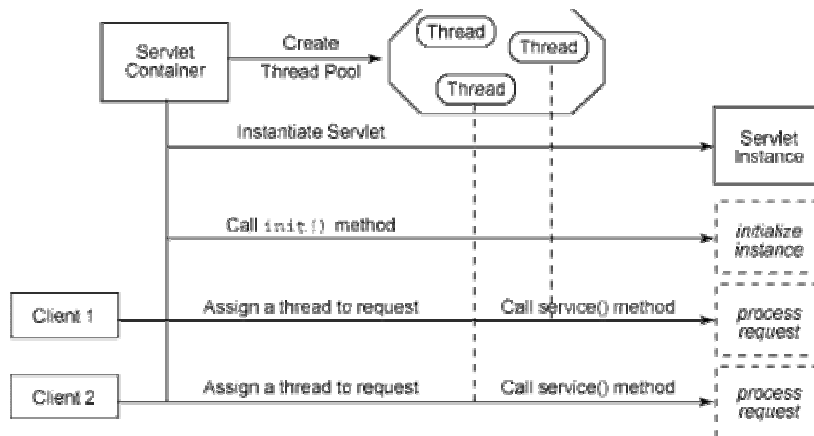 Servlet
Container
Create
Thread Pool
Thread
Thread
Thread
Instantiate Servlet
Servlet
Instance
Call init() method
initialize
instance
Client 1
Assign a thread to request
Call service() method
process
request
Client 2
Assign a thread to request
Call service() method
process
request